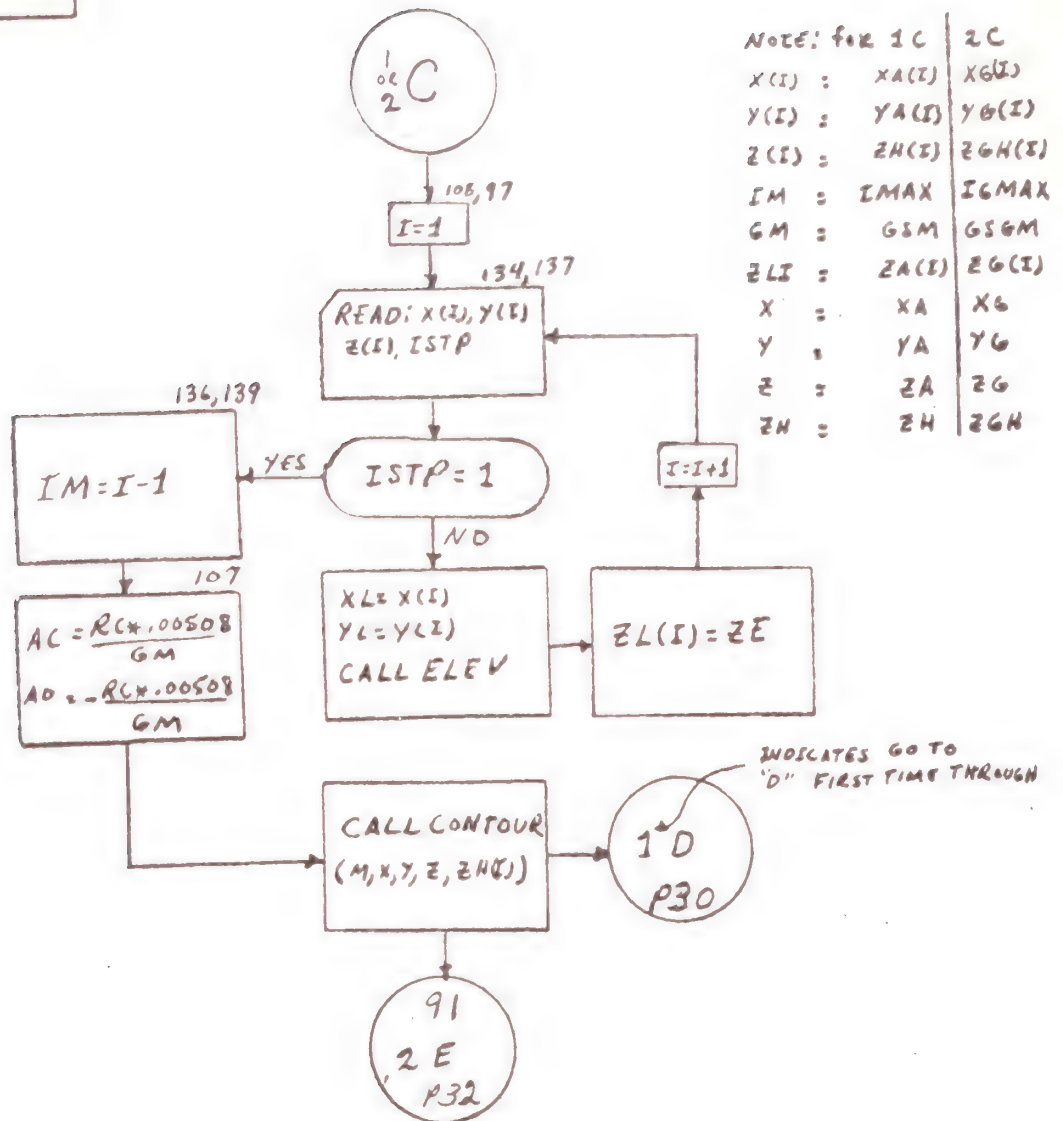 1
or
2 C
NOTE: for 1C | 2C
X(I) : XA(I) | XG(I)
Y(I) : YA(I) | YG(I)
Z(I) : ZH(I) | ZGH(I)
IM : IMAX | IGMAX
GM : GSM | GSGM
ZLI : ZA(I) | ZG(I)
X : XA | XG
Y : YA | YG
Z : ZA | ZG
ZH : ZH | ZGH
108, 97
I=1
134, 137
READ: X(I), Y(I)
Z(I), ISTP
136, 139
IM = I-1
YES
ISTP = 1
I=I+1
NO
107
AC = RC*.00508
GM
AD = -RC*.00508
GM
XL = X(I)
YL = Y(I)
CALL ELEV
ZL(I) = ZE
INDICATES GO TO
"D" FIRST TIME THROUGH
CALL CONTOUR
(M, X, Y, Z, ZH(I))
1 D
P30
91
2 E
P32